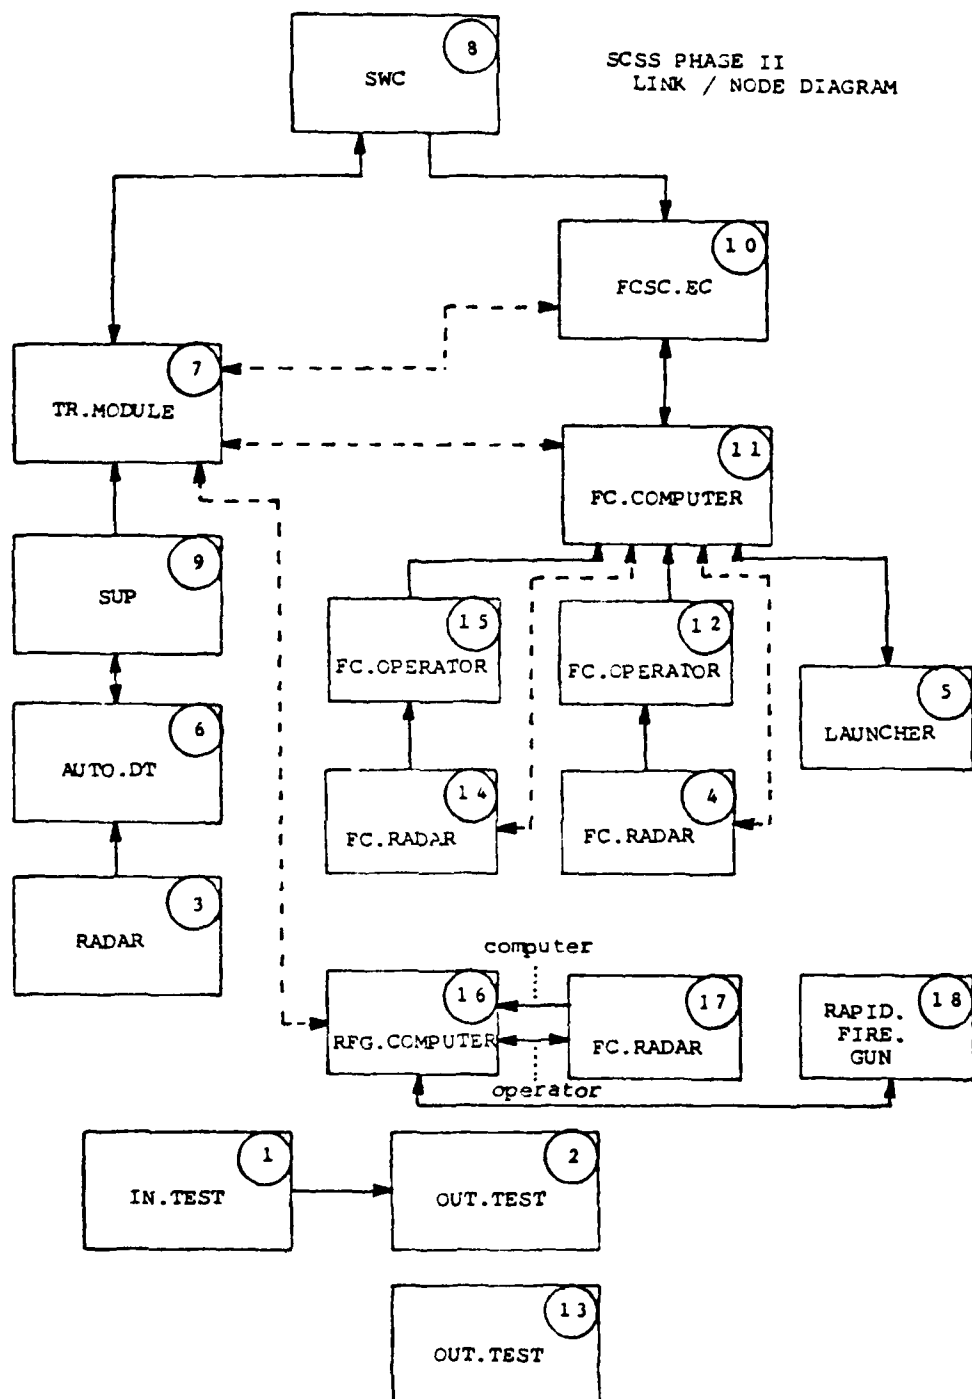 8
SWC
SCSS PHASE II
LINK / NODE DIAGRAM
10
FCSC.EC
7
TR.MODULE
11
FC.COMPUTER
9
SUP
15
FC.OPERATOR
12
FC.OPERATOR
5
LAUNCHER
6
AUTO.DT
14
FC.RADAR
4
FC.RADAR
3
RADAR
computer
16
RFG.COMPUTER
17
FC.RADAR
18
RAPID.
FIRE.
GUN
operator
1
IN.TEST
2
OUT.TEST
13
OUT.TEST